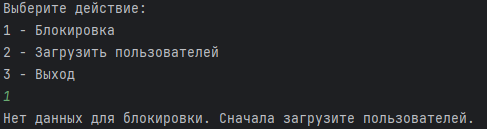 Выберите действие:
1 - Блокировка
2 - Загрузить пользователей
3 - Выход
1
Нет данных для блокировки. Сначала загрузите пользователей.